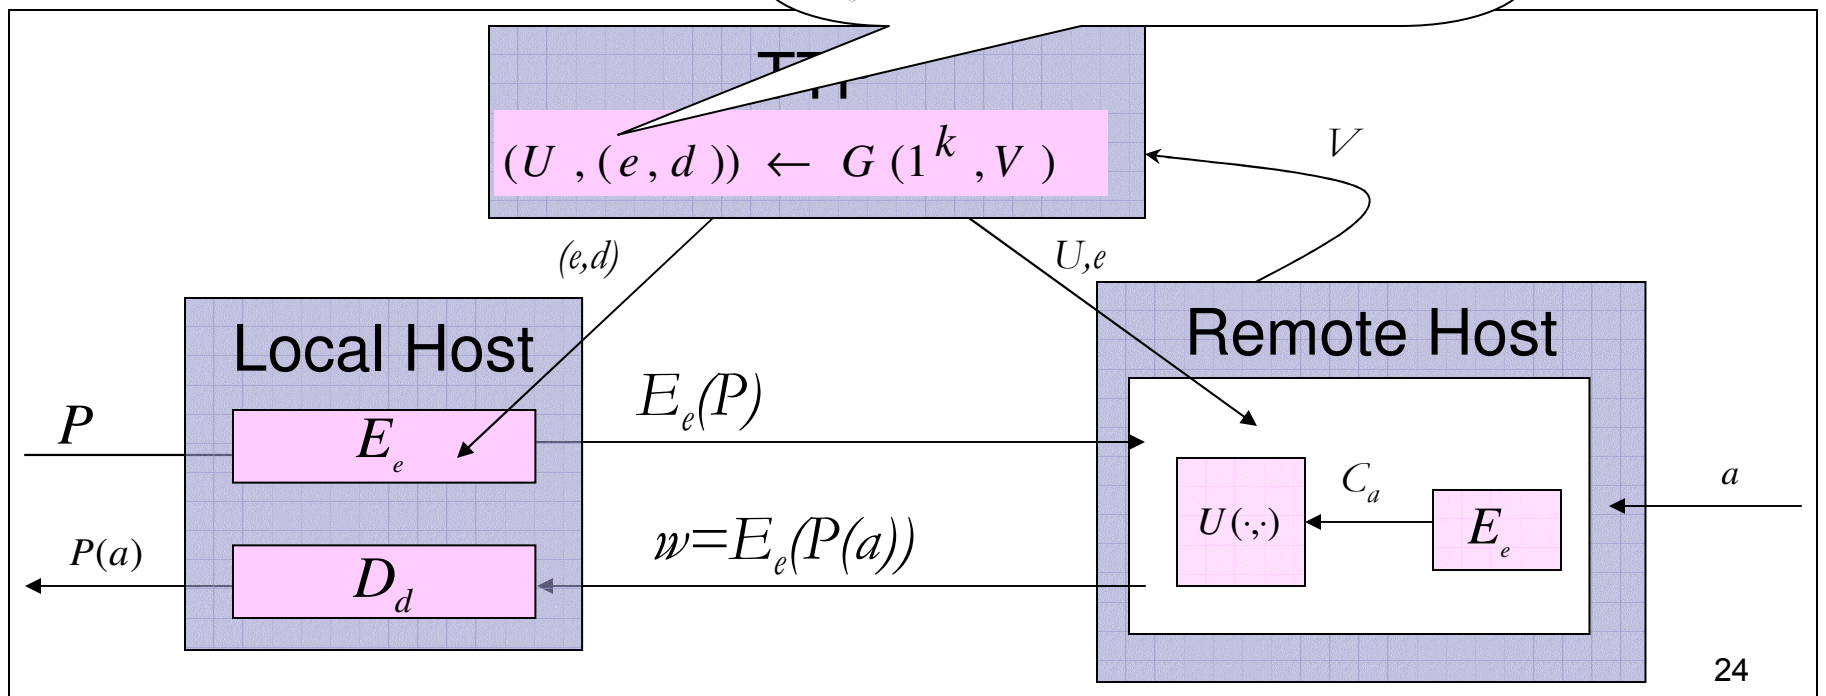 (U , (e , d )) ← G (1^k , V )
V
(e,d)
U,e
Local Host
Remote Host
P
E_e
E_e(P)
U(·,·)
C_a
E_e
a
P(a)
D_d
w=E_e(P(a))
24